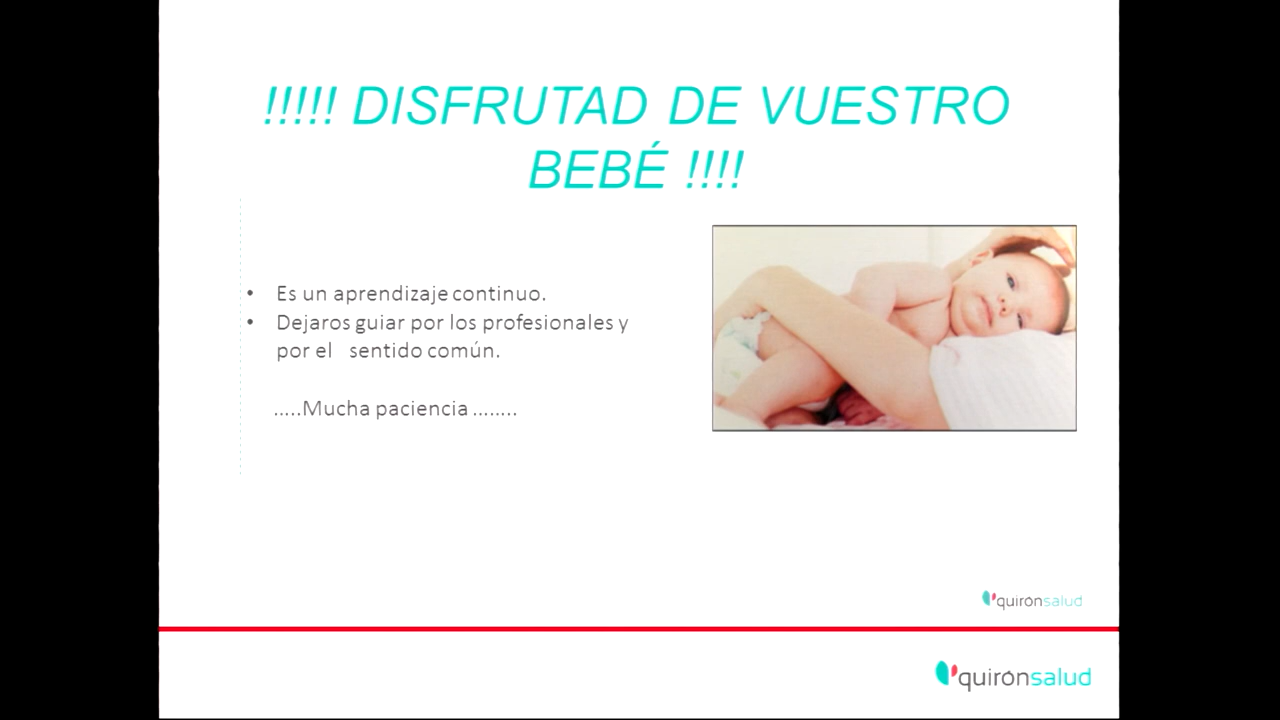 !!!!! DISFRUTAD DE VUESTRO
BEBÉ !!!!
• Es un aprendizaje continuo.
• Dejaros guiar por los profesionales y
por el sentido común.
.....Mucha paciencia ........
quirónsalud
quirónsalud